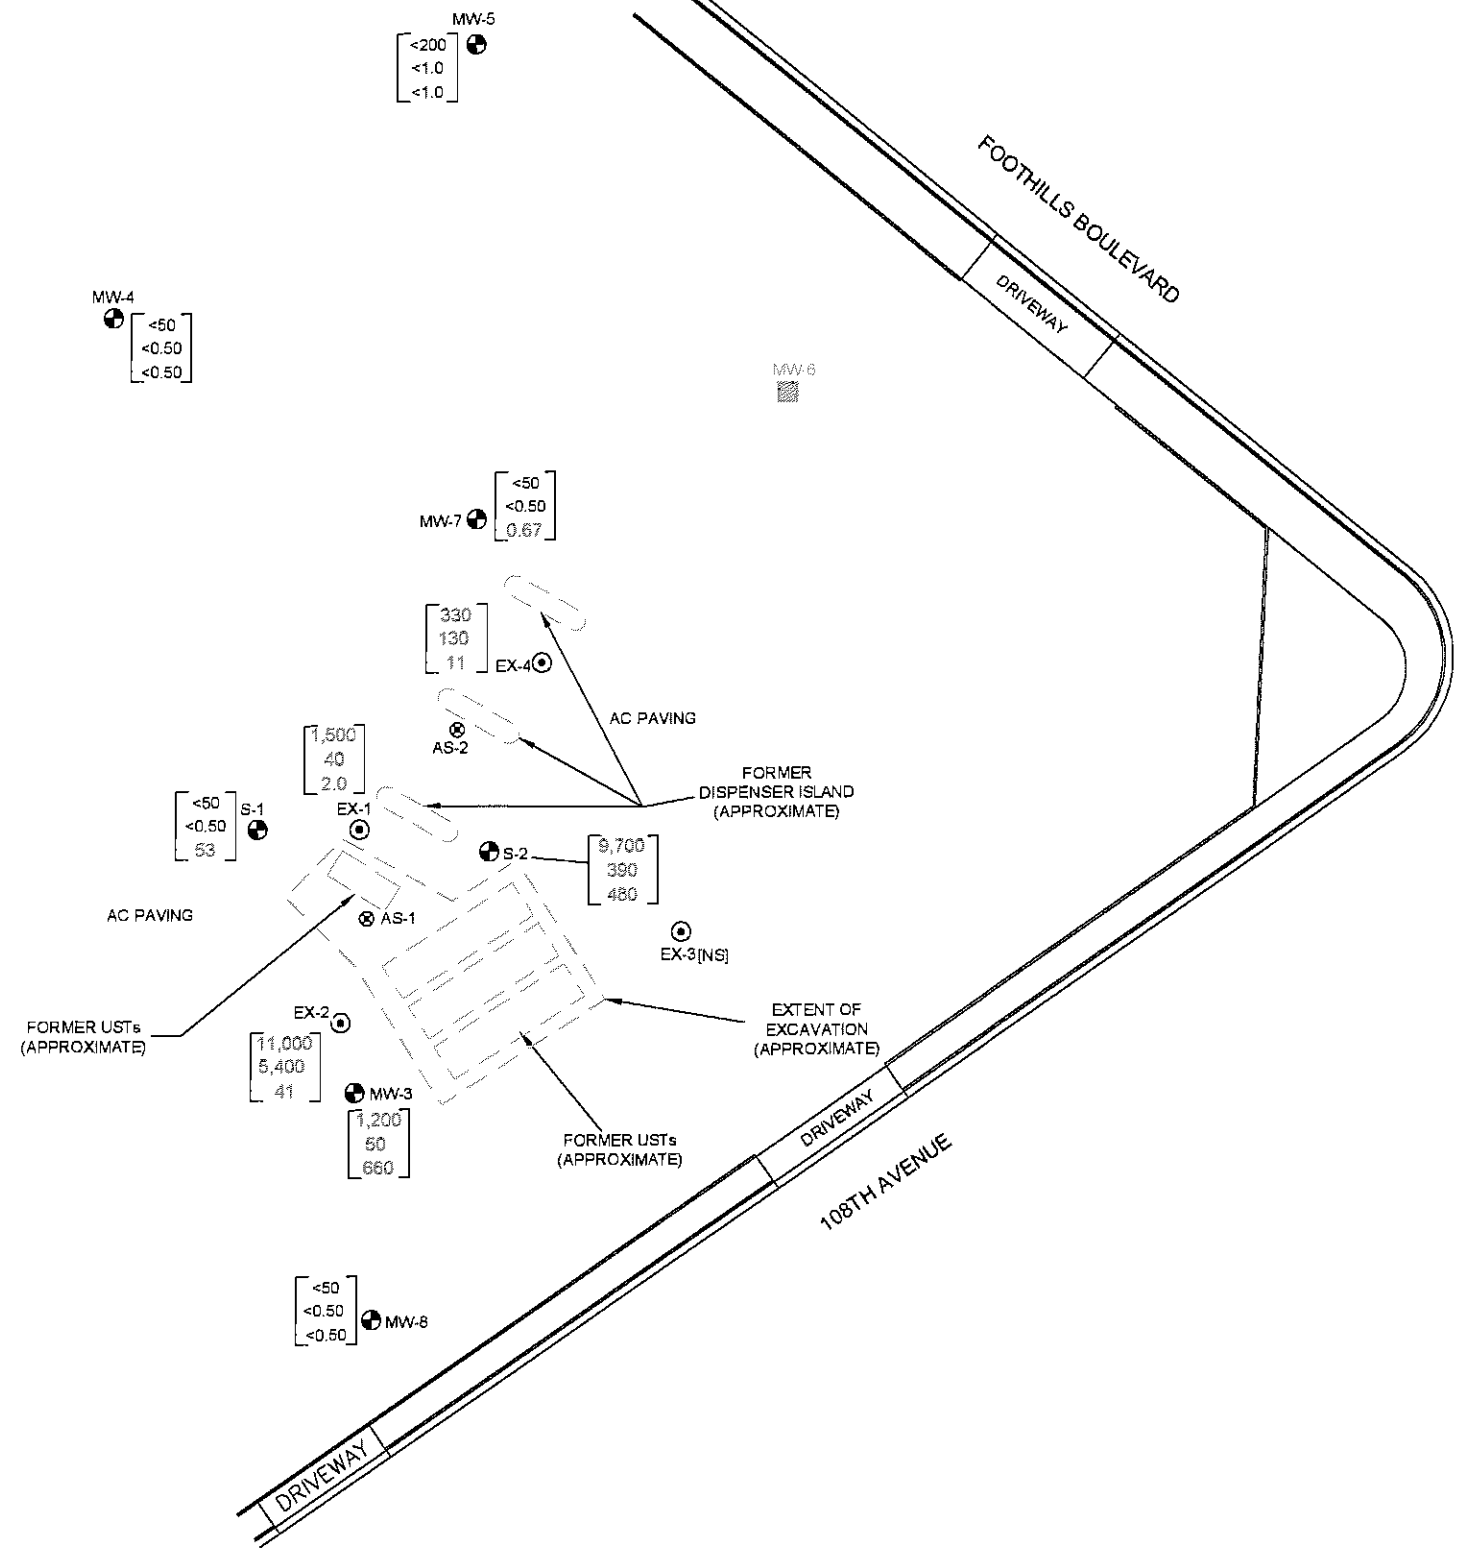 MW-5
<200
<1.0
<1.0
FOOTHILLS BOULEVARD
DRIVEWAY
MW-4
<50
<0.50
<0.50
MW-6
MW-7
<50
<0.50
0.67
330
130
11
EX-4
AC PAVING
AS-2
1,500
40
2.0
FORMER
DISPENSER ISLAND
(APPROXIMATE)
EX-1
<50
<0.50
53
S-1
S-2
9,700
390
480
AC PAVING
AS-1
EX-3[NS]
FORMER USTs
(APPROXIMATE)
EX-2
11,000
5,400
41
EXTENT OF
EXCAVATION
(APPROXIMATE)
MW-3
1,200
50
660
FORMER USTs
(APPROXIMATE)
DRIVEWAY
108TH AVENUE
<50
<0.50
<0.50
MW-8
DRIVEWAY